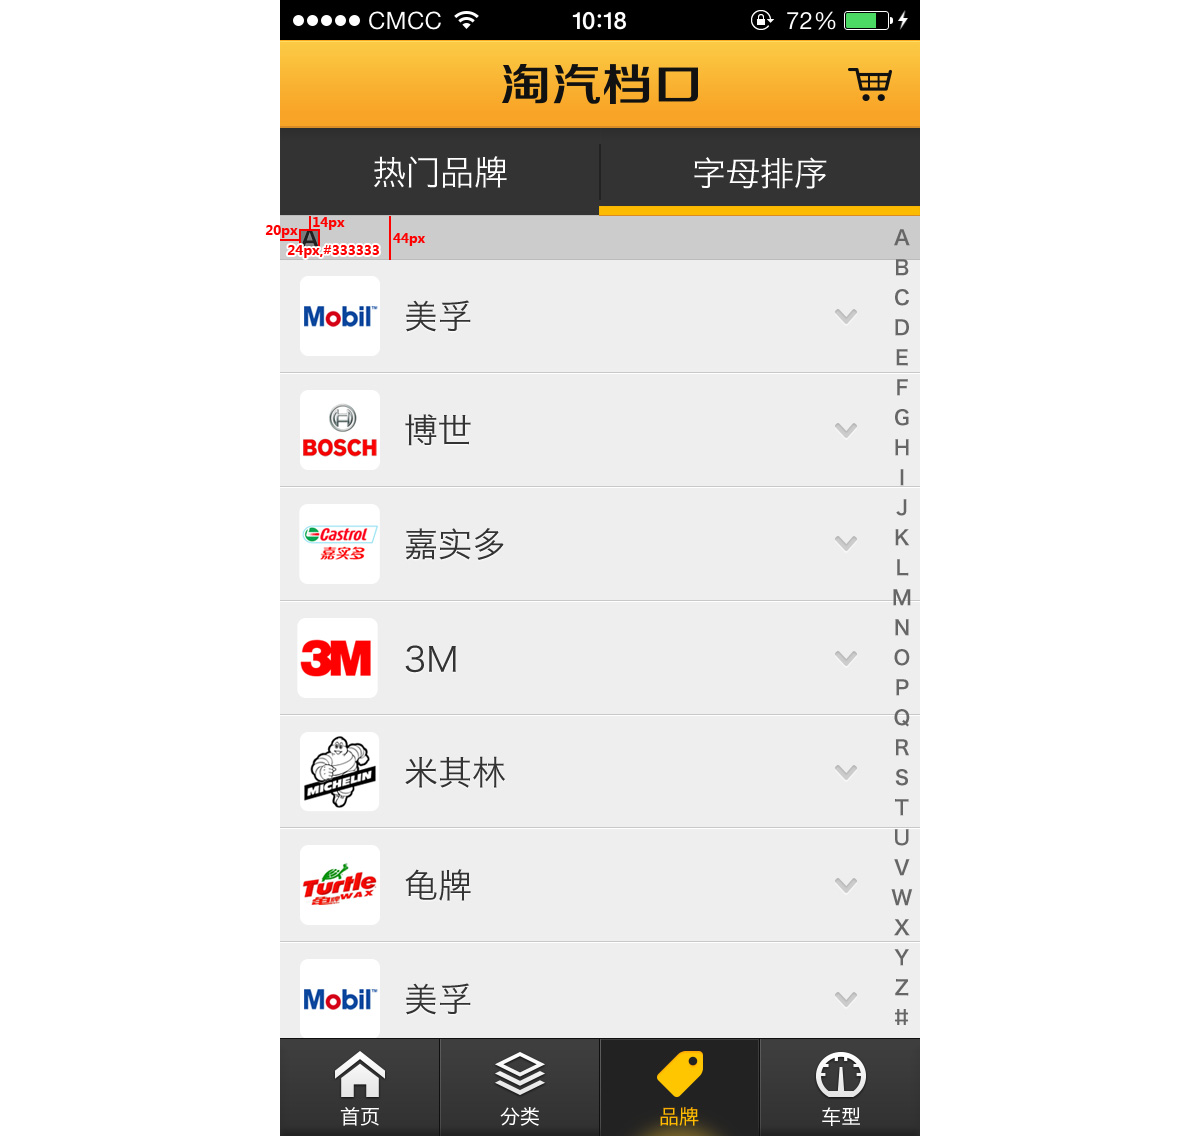 CMCC 10:18 72%
淘汽档口
热门品牌 字母排序
14px
20px A 44px
24px,#333333
A
B
Mobil™ 美孚
C
D
E
F
BOSCH 博世
G
H
I
J
Castrol 嘉实多 嘉实多
K
L
M
N
3M 3M
O
P
Q
R
MICHELIN 米其林
S
T
U
V
Turtle WAX 龟牌 龟牌
W
X
Y
Z
Mobil™ 美孚
#
首页 分类 品牌 车型